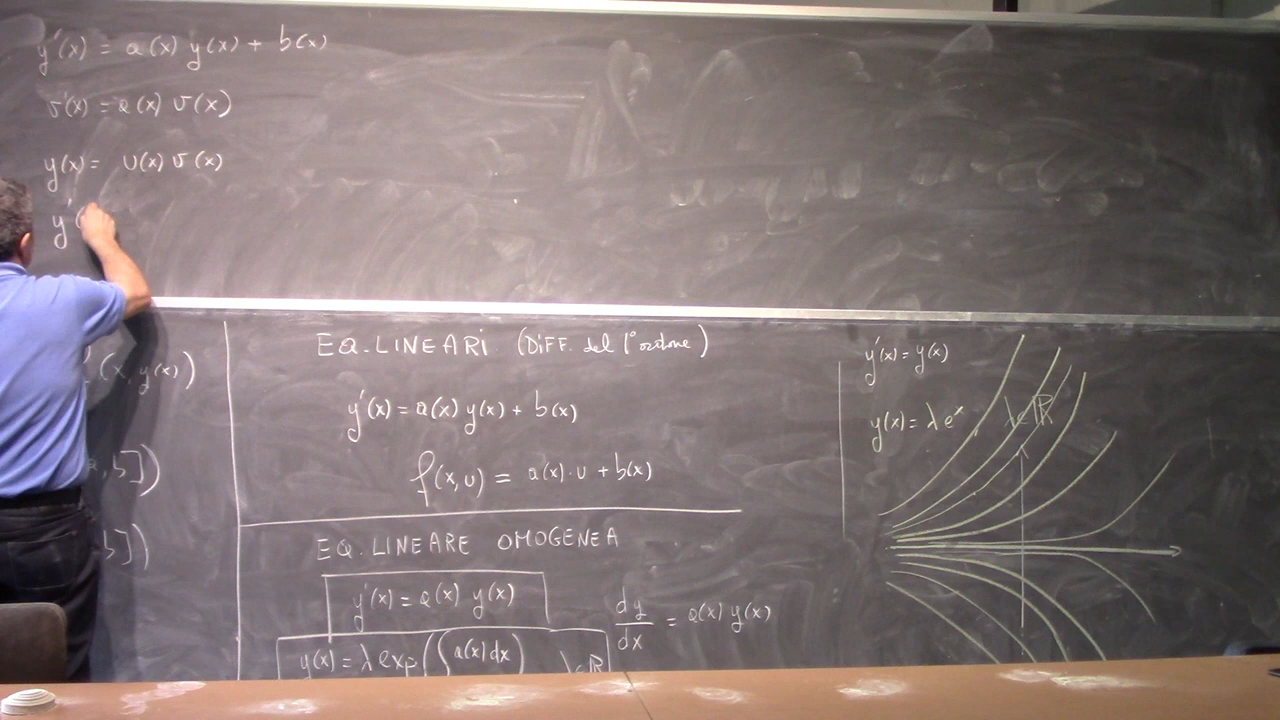 y'(x) = a(x) y(x) + b(x)
v'(x) = a(x) v(x)
y(x) = u(x) v(x)
y'(
(x, y(x))
, b])
b])
EQ. LINEARI (DIFF. del 1° ordine)
y'(x) = a(x) y(x) + b(x)
f(x, u) = a(x)·u + b(x)
EQ. LINEARE OMOGENEA
y'(x) = a(x) y(x)
dy/dx = a(x) y(x)
y(x) = λ exp(∫a(x)dx) λ∈ℝ
y'(x) = y(x)
y(x) = λ e^x λ∈ℝ